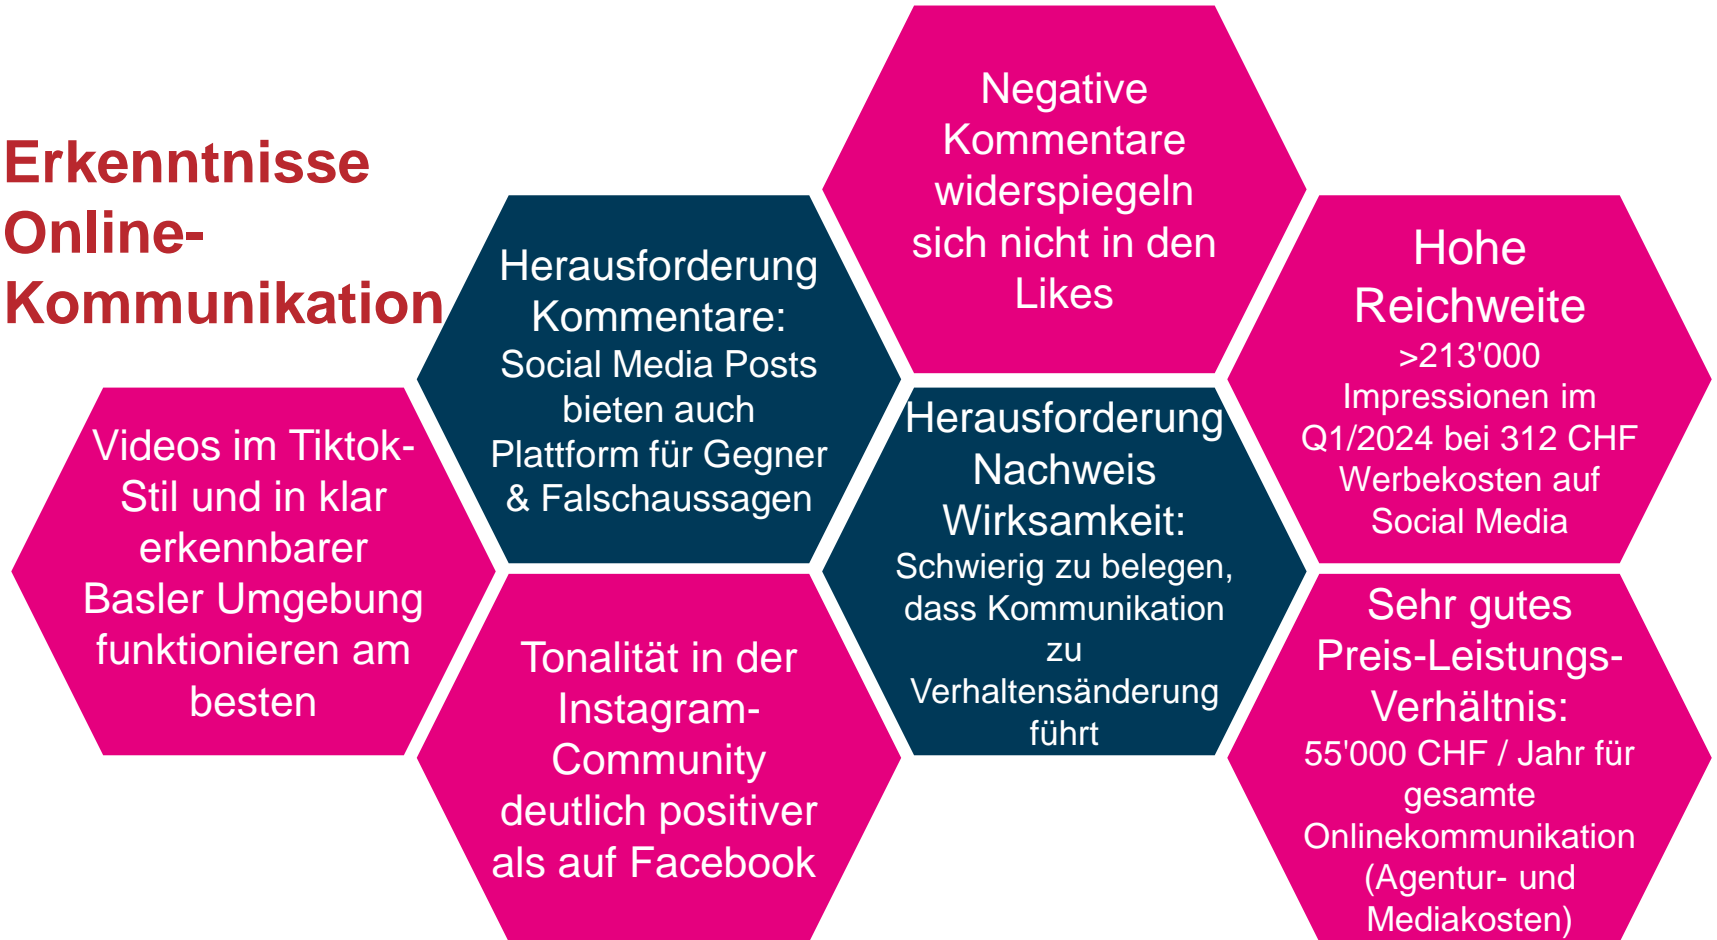 Erkenntnisse
Online-
Kommunikation
Videos im Tiktok-
Stil und in klar
erkennbarer
Basler Umgebung
funktionieren am
besten
Herausforderung
Kommentare:
Social Media Posts
bieten auch
Plattform für Gegner
& Falschaussagen
Tonalität in der
Instagram-
Community
deutlich positiver
als auf Facebook
Negative
Kommentare
widerspiegeln
sich nicht in den
Likes
Herausforderung
Nachweis
Wirksamkeit:
Schwierig zu belegen,
dass Kommunikation
zu
Verhaltensänderung
führt
Hohe
Reichweite
>213'000
Impressionen im
Q1/2024 bei 312 CHF
Werbekosten auf
Social Media
Sehr gutes
Preis-Leistungs-
Verhältnis:
55'000 CHF / Jahr für
gesamte
Onlinekommunikation
(Agentur- und
Mediakosten)